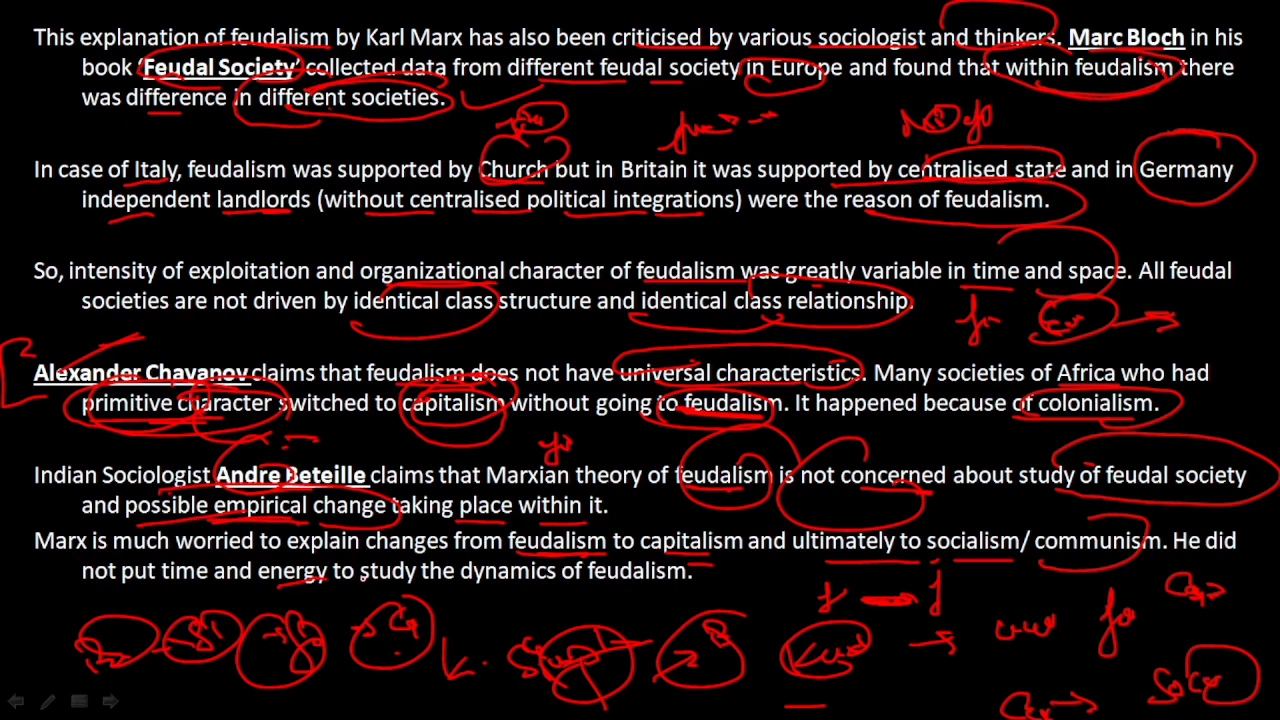 This explanation of feudalism by Karl Marx has also been criticised by various sociologist and thinkers. Marc Bloch in his
book ‘Feudal Society’ collected data from different feudal society in Europe and found that within feudalism there
was difference in different societies.
In case of Italy, feudalism was supported by Church but in Britain it was supported by centralised state and in Germany
independent landlords (without centralised political integrations) were the reason of feudalism.
So, intensity of exploitation and organizational character of feudalism was greatly variable in time and space. All feudal
societies are not driven by identical class structure and identical class relationship.
Alexander Chavanov claims that feudalism does not have universal characteristics. Many societies of Africa who had
primitive character switched to capitalism without going to feudalism. It happened because of colonialism.
Indian Sociologist Andre Beteille claims that Marxian theory of feudalism is not concerned about study of feudal society
and possible empirical change taking place within it.
Marx is much worried to explain changes from feudalism to capitalism and ultimately to socialism/ communism. He did
not put time and energy to study the dynamics of feudalism.